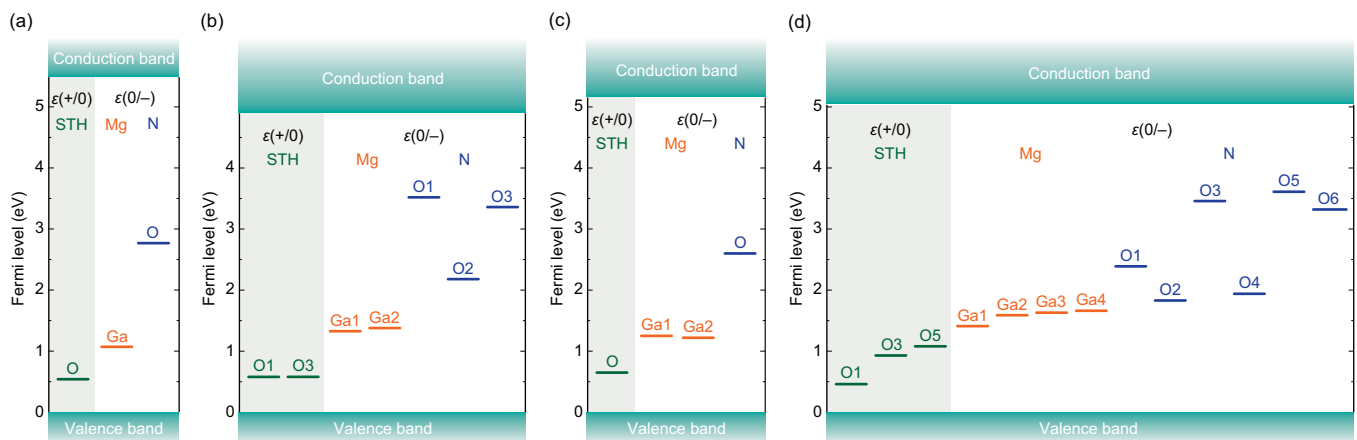 (a)
Conduction band
Fermi level (eV)
5
4
3
2
1
0
ε(+/0)
ε(0/–)
STH
Mg
N
O
Ga
O
Valence band
(b)
Conduction band
Fermi level (eV)
5
4
3
2
1
0
ε(+/0)
ε(0/–)
STH
Mg
N
O1
O3
O2
Ga1
Ga2
O1
O3
Valence band
(c)
Conduction band
Fermi level (eV)
5
4
3
2
1
0
ε(+/0)
ε(0/–)
STH
Mg
N
O
Ga1
Ga2
O
Valence band
(d)
Conduction band
Fermi level (eV)
5
4
3
2
1
0
ε(+/0)
ε(0/–)
STH
Mg
N
O3
O5
O6
O1
O2
O4
Ga1
Ga2
Ga3
Ga4
O1
O3
O5
Valence band